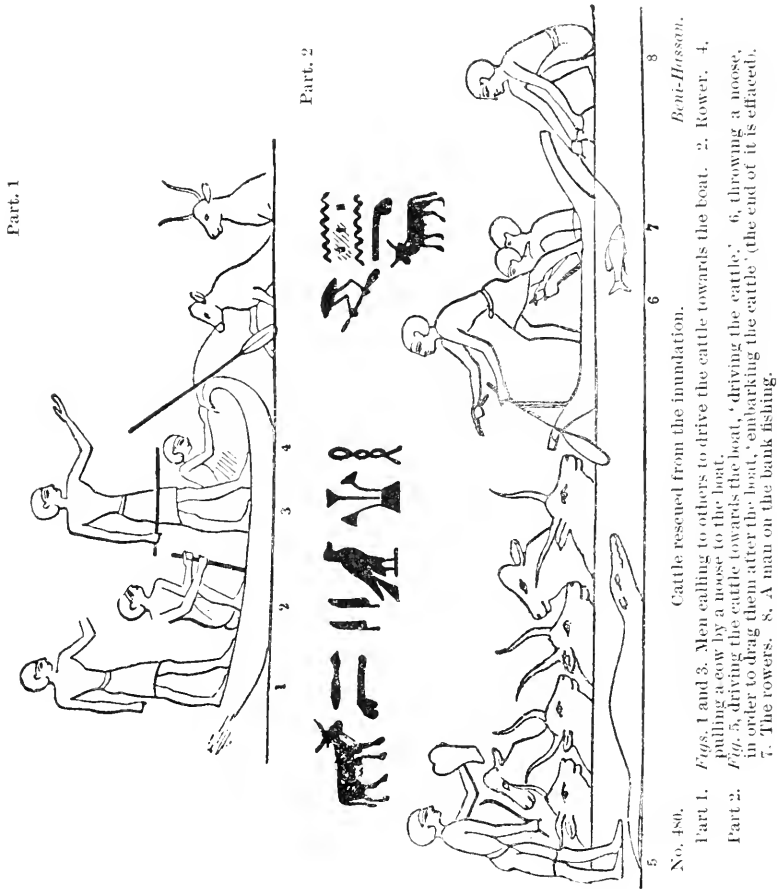 Part. 1
1 2 3 4
Part. 2
5 6 7 8
No. 480. Cattle rescued from the inundation. Beni-Hassan.
Part 1. Figs. 1 and 3. Men calling to others to drive the cattle towards the boat. 2. Rower. 4,
pulling a cow by a noose to the boat.
Part 2. Fig. 5, driving the cattle towards the boat, 'driving the cattle.' 6, throwing a noose,
in order to drag them after the boat, 'embarking the cattle' (the end of it is effaced).
7. The rowers. 8. A man on the bank fishing.